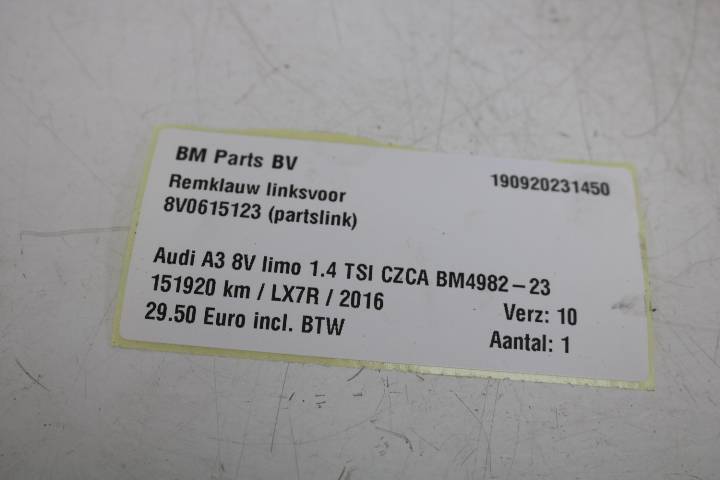 BM Parts BV
190920231450
Remklauw linksvoor
8V0615123 (partslink)
Audi A3 8V limo 1.4 TSI CZCA BM4982-23
151920 km / LX7R / 2016
Verz: 10
29.50 Euro incl. BTW
Aantal: 1